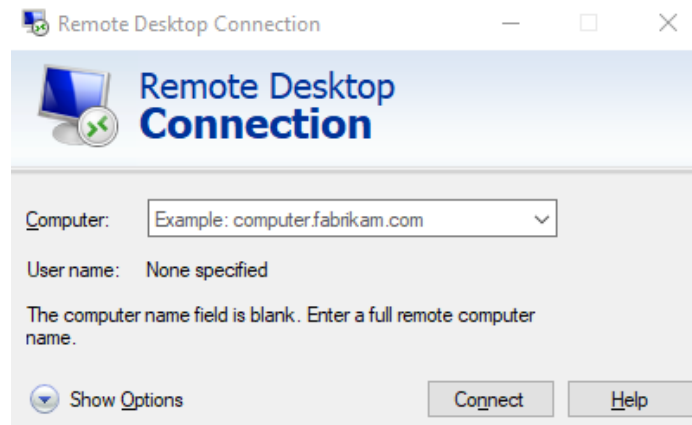 Remote Desktop Connection
Remote Desktop
Connection
Computer: Example: computer.fabrikam.com
User name: None specified
The computer name field is blank. Enter a full remote computer
name.
Show Options Connect Help